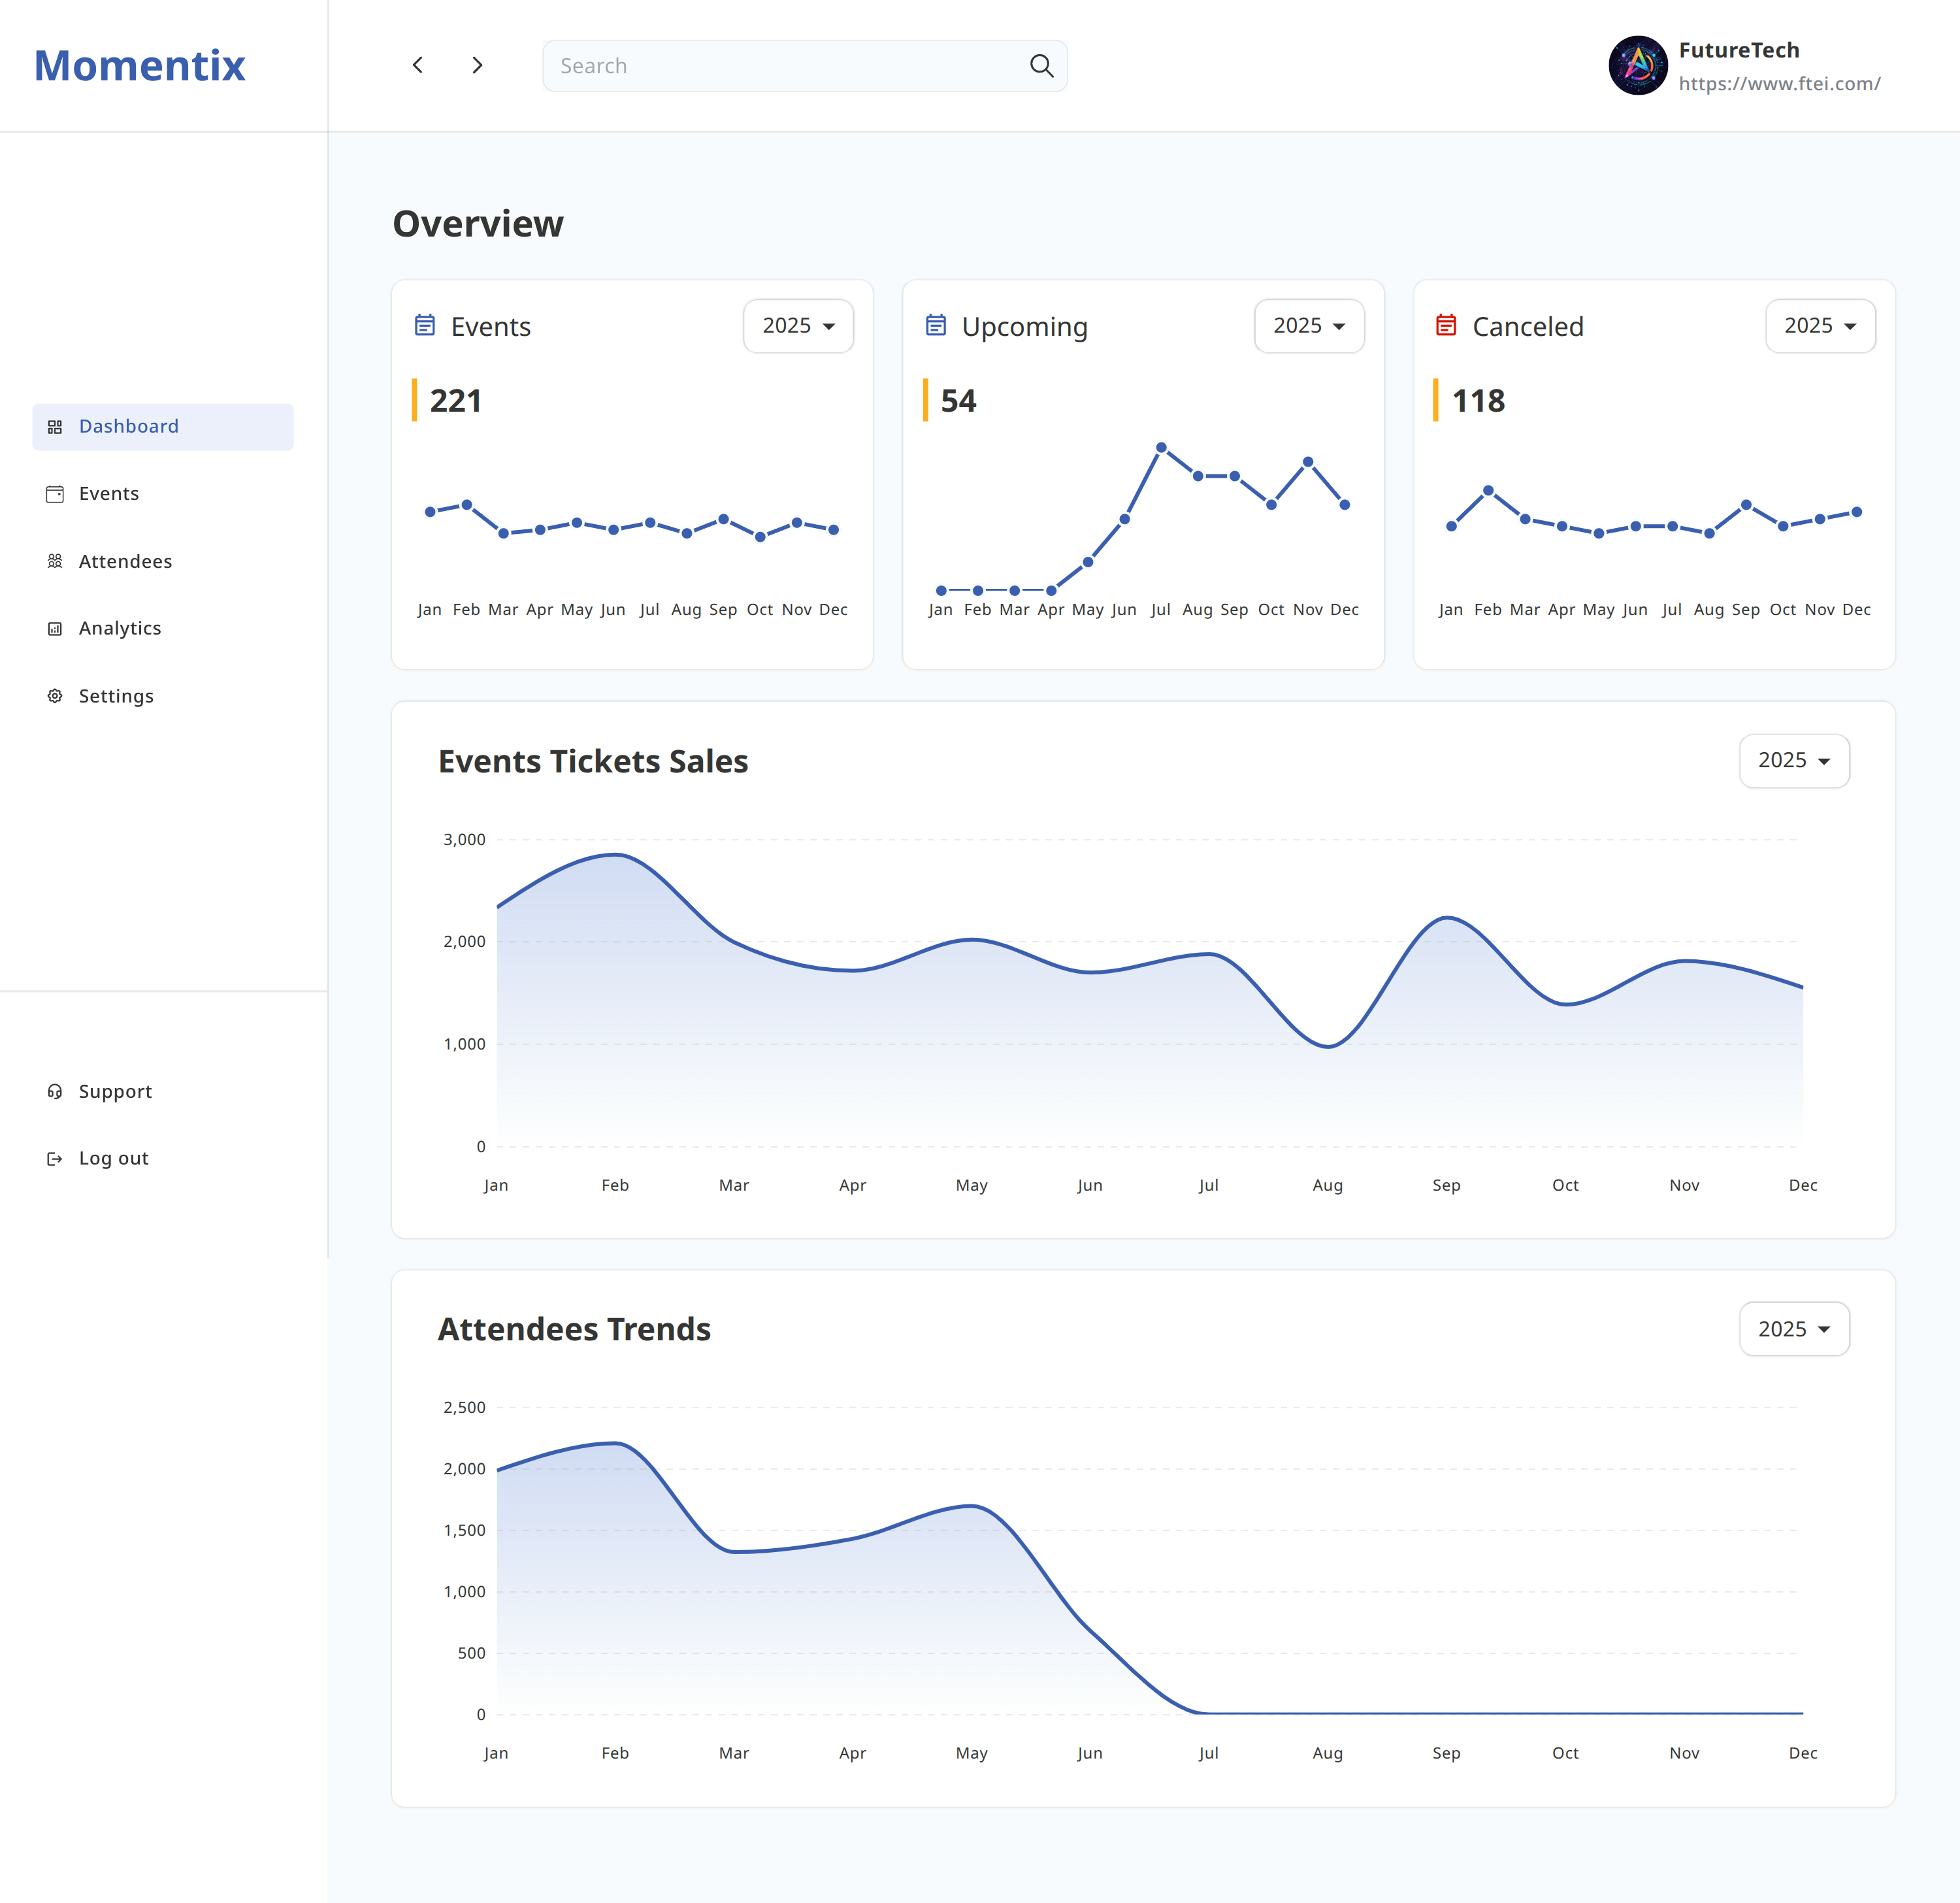 Momentix
Search
FutureTech
https://www.ftei.com/
Dashboard
Events
Attendees
Analytics
Settings
Support
Log out
Overview
Events
2025
221
Jan Feb Mar Apr May Jun Jul Aug Sep Oct Nov Dec
Upcoming
2025
54
Jan Feb Mar Apr May Jun Jul Aug Sep Oct Nov Dec
Canceled
2025
118
Jan Feb Mar Apr May Jun Jul Aug Sep Oct Nov Dec
Events Tickets Sales
2025
3,000
2,000
1,000
0
Jan Feb Mar Apr May Jun Jul Aug Sep Oct Nov Dec
Attendees Trends
2025
2,500
2,000
1,500
1,000
500
0
Jan Feb Mar Apr May Jun Jul Aug Sep Oct Nov Dec